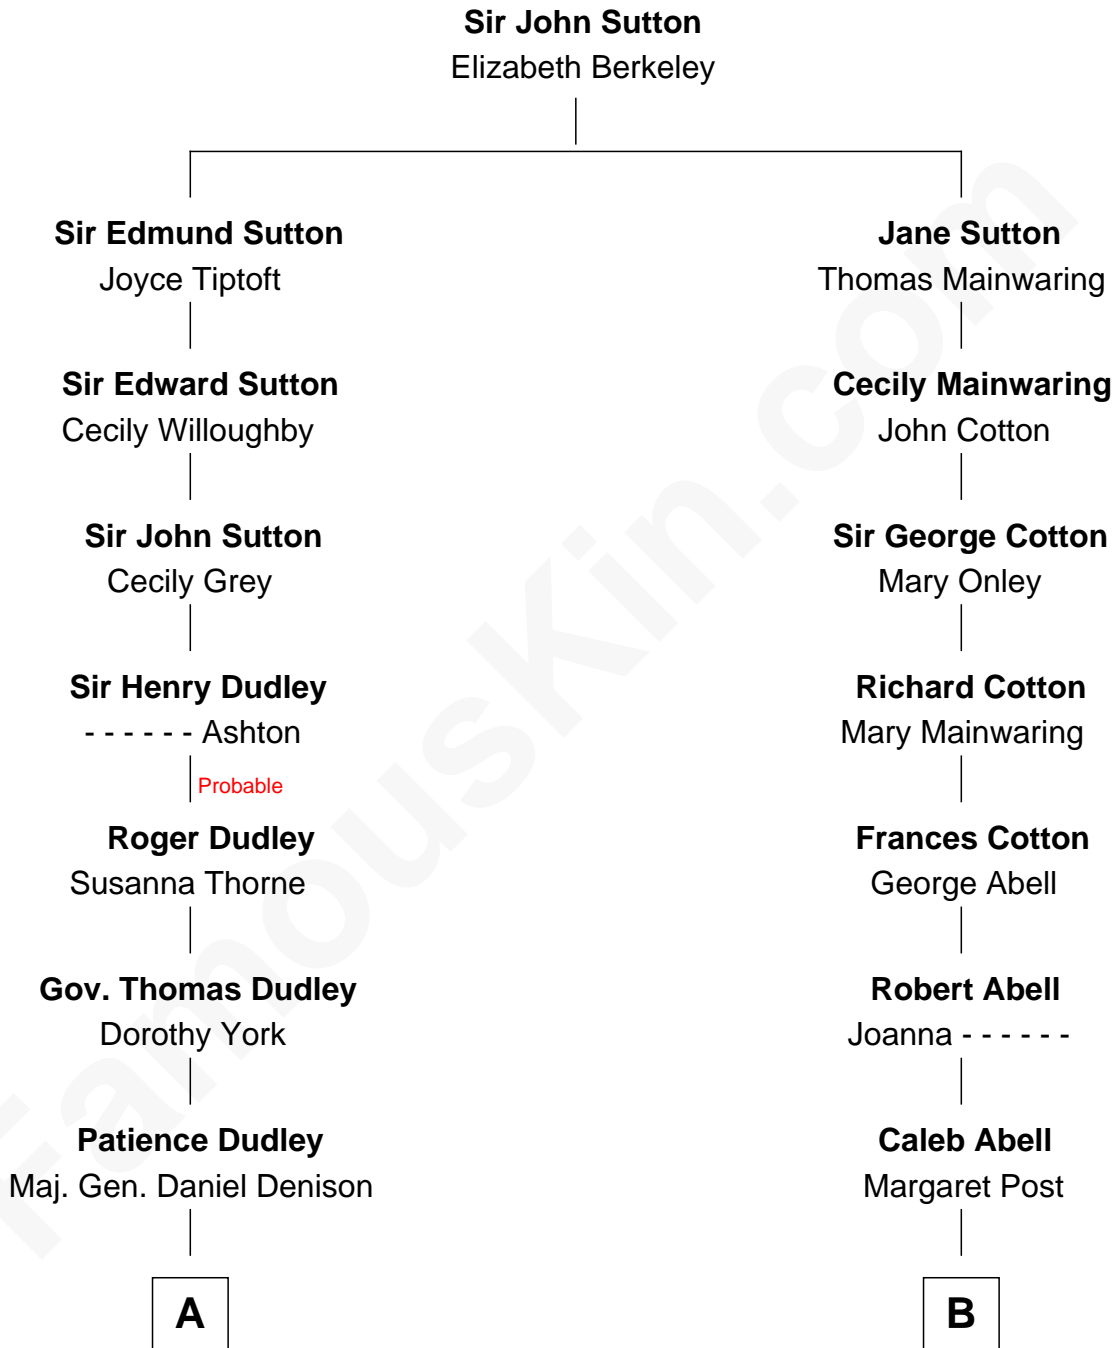 Sir John Sutton
Elizabeth Berkeley
Sir Edmund Sutton
Joyce Tiptoft
Sir Edward Sutton
Cecily Willoughby
Sir John Sutton
Cecily Grey
Sir Henry Dudley
- - - - - - Ashton
Probable
Roger Dudley
Susanna Thorne
Gov. Thomas Dudley
Dorothy York
Patience Dudley
Maj. Gen. Daniel Denison
A
Jane Sutton
Thomas Mainwaring
Cecily Mainwaring
John Cotton
Sir George Cotton
Mary Onley
Richard Cotton
Mary Mainwaring
Frances Cotton
George Abell
Robert Abell
Joanna - - - - - -
Caleb Abell
Margaret Post
B
FamousKin.com